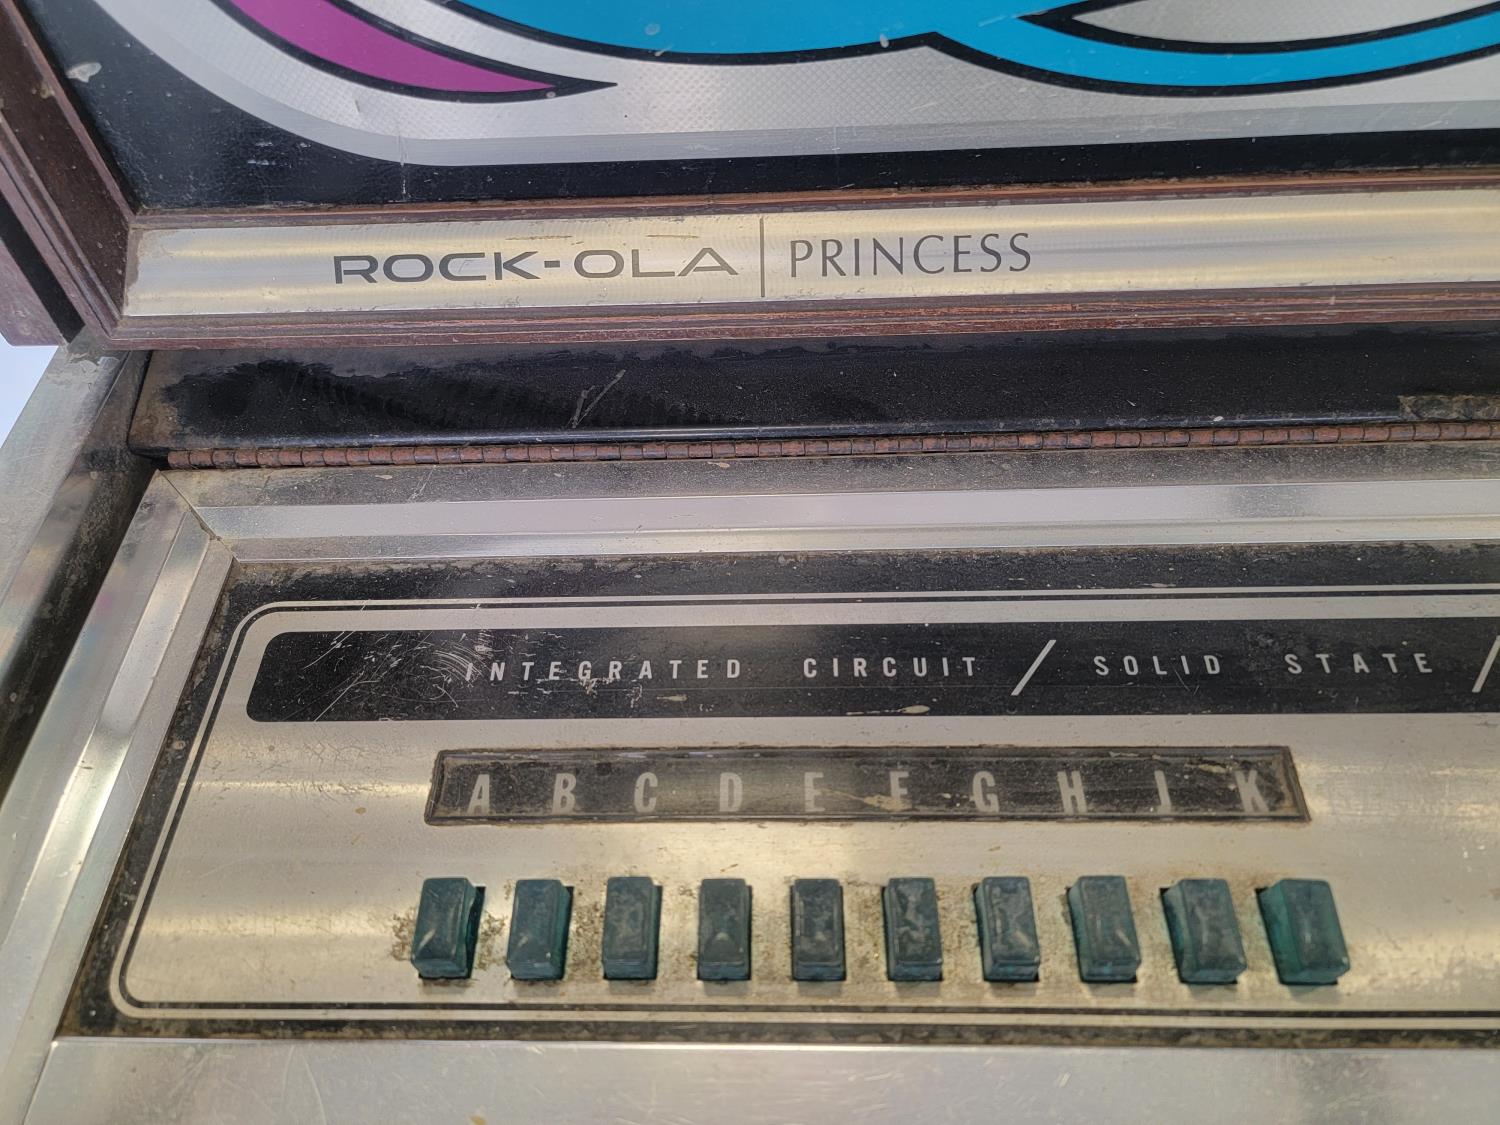 ROCK-OLA | PRINCESS
INTEGRATED CIRCUIT / SOLID STATE /
A B C D E F G H J K